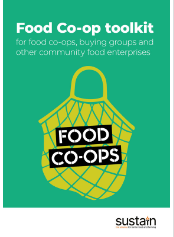 Food Co-op toolkit
for food co-ops, buying groups and
other community food enterprises
FOOD
CO-OPS
sustain